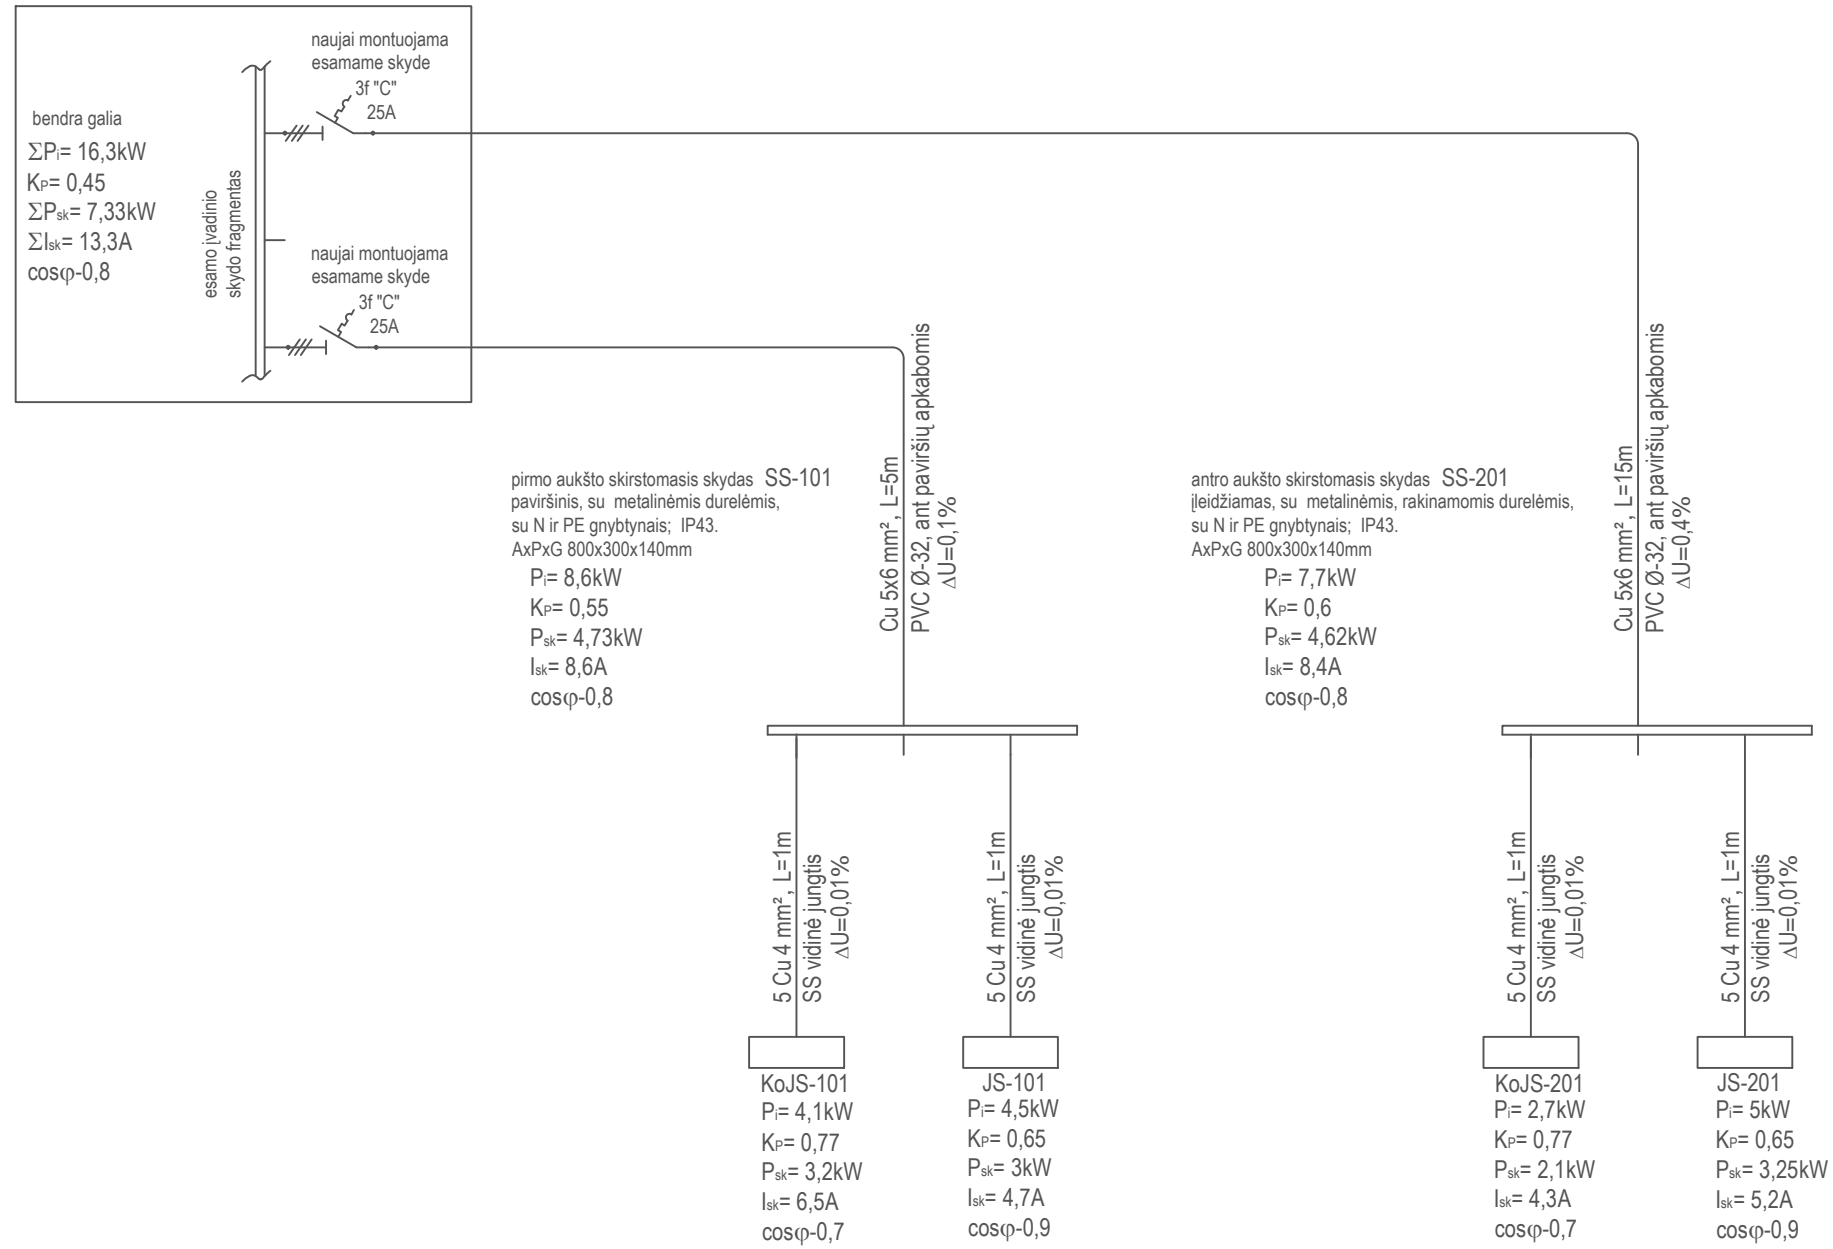 naujai montuojama
esamame skyde
3f "C"
25A
bendra galia
ΣPi= 16,3kW
KP= 0,45
ΣPsk= 7,33kW
ΣIsk= 13,3A
cosφ-0,8
esamo įvadinio
skydo fragmentas
naujai montuojama
esamame skyde
3f "C"
25A
pirmo aukšto skirstomasis skydas SS-101
paviršinis, su metalinėmis durelėmis,
su N ir PE gnybtynais; IP43.
AxPxG 800x300x140mm
Pi= 8,6kW
KP= 0,55
Psk= 4,73kW
Isk= 8,6A
cosφ-0,8
Cu 5x6 mm², L=5m
PVC Ø-32, ant paviršių apkabomis
ΔU=0,1%
antro aukšto skirstomasis skydas SS-201
įleidžiamas, su metalinėmis, rakinamomis durelėmis,
su N ir PE gnybtynais; IP43.
AxPxG 800x300x140mm
Pi= 7,7kW
KP= 0,6
Psk= 4,62kW
Isk= 8,4A
cosφ-0,8
Cu 5x6 mm², L=15m
PVC Ø-32, ant paviršių apkabomis
ΔU=0,4%
5 Cu 4 mm², L=1m
SS vidinė jungtis
ΔU=0,01%
5 Cu 4 mm², L=1m
SS vidinė jungtis
ΔU=0,01%
5 Cu 4 mm², L=1m
SS vidinė jungtis
ΔU=0,01%
5 Cu 4 mm², L=1m
SS vidinė jungtis
ΔU=0,01%
KoJS-101
Pi= 4,1kW
KP= 0,77
Psk= 3,2kW
Isk= 6,5A
cosφ-0,7
JS-101
Pi= 4,5kW
KP= 0,65
Psk= 3kW
Isk= 4,7A
cosφ-0,9
KoJS-201
Pi= 2,7kW
KP= 0,77
Psk= 2,1kW
Isk= 4,3A
cosφ-0,7
JS-201
Pi= 5kW
KP= 0,65
Psk= 3,25kW
Isk= 5,2A
cosφ-0,9